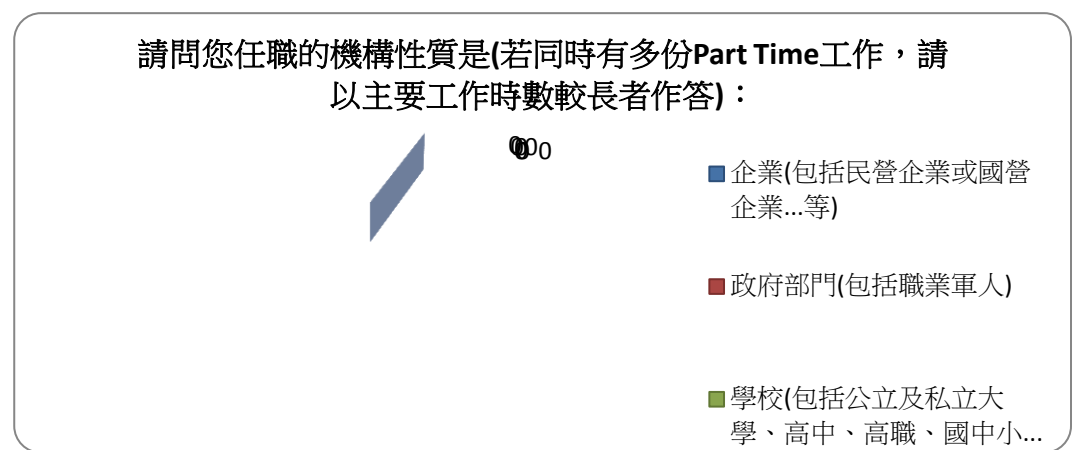 請問您任職的機構性質是(若同時有多份Part Time工作，請
以主要工作時數較長者作答)：
0 0
企業(包括民營企業或國營
企業...等)
政府部門(包括職業軍人)
學校(包括公立及私立大
學、高中、高職、國中小...